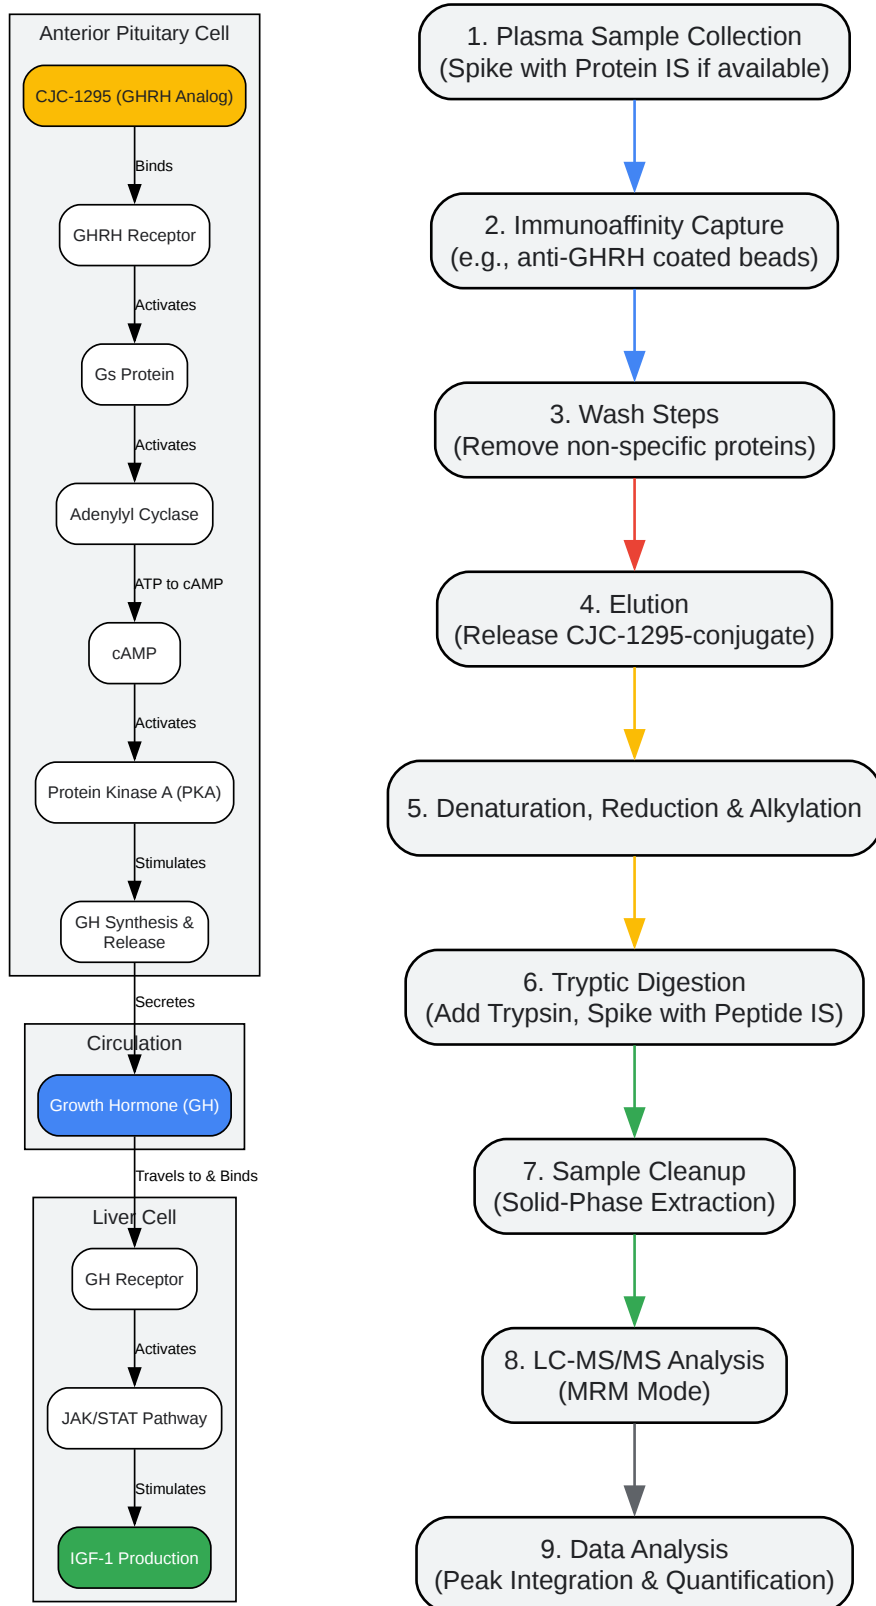 Anterior Pituitary Cell
CJC-1295 (GHRH Analog)
Binds
GHRH Receptor
Activates
Gs Protein
Activates
Adenylyl Cyclase
ATP to cAMP
cAMP
Activates
Protein Kinase A (PKA)
Stimulates
GH Synthesis &
Release
Secretes
Circulation
Growth Hormone (GH)
Travels to & Binds
Liver Cell
GH Receptor
Activates
JAK/STAT Pathway
Stimulates
IGF-1 Production
1. Plasma Sample Collection
(Spike with Protein IS if available)
2. Immunoaffinity Capture
(e.g., anti-GHRH coated beads)
3. Wash Steps
(Remove non-specific proteins)
4. Elution
(Release CJC-1295-conjugate)
5. Denaturation, Reduction & Alkylation
6. Tryptic Digestion
(Add Trypsin, Spike with Peptide IS)
7. Sample Cleanup
(Solid-Phase Extraction)
8. LC-MS/MS Analysis
(MRM Mode)
9. Data Analysis
(Peak Integration & Quantification)